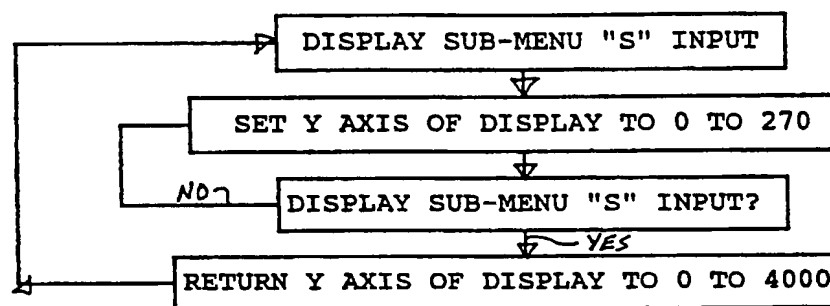 DISPLAY SUB-MENU "S" INPUT
SET Y AXIS OF DISPLAY TO 0 TO 270
NO
DISPLAY SUB-MENU "S" INPUT?
YES
RETURN Y AXIS OF DISPLAY TO 0 TO 4000